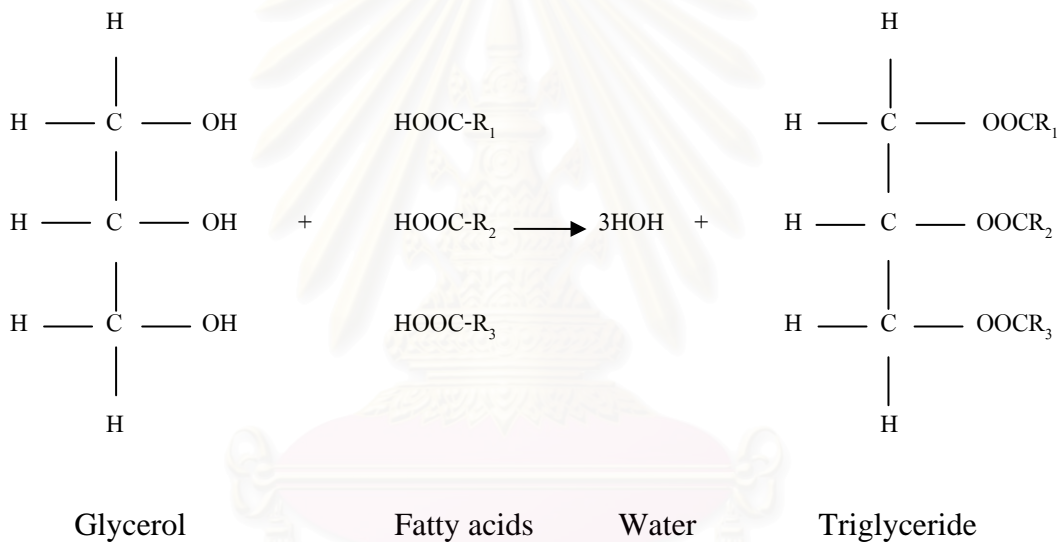 H H
H C OH HOOC-R₁ H C OOCR₁
H C OH + HOOC-R₂ 3HOH + H C OOCR₂
H C OH HOOC-R₃ H C OOCR₃
H H
Glycerol Fatty acids Water Triglyceride